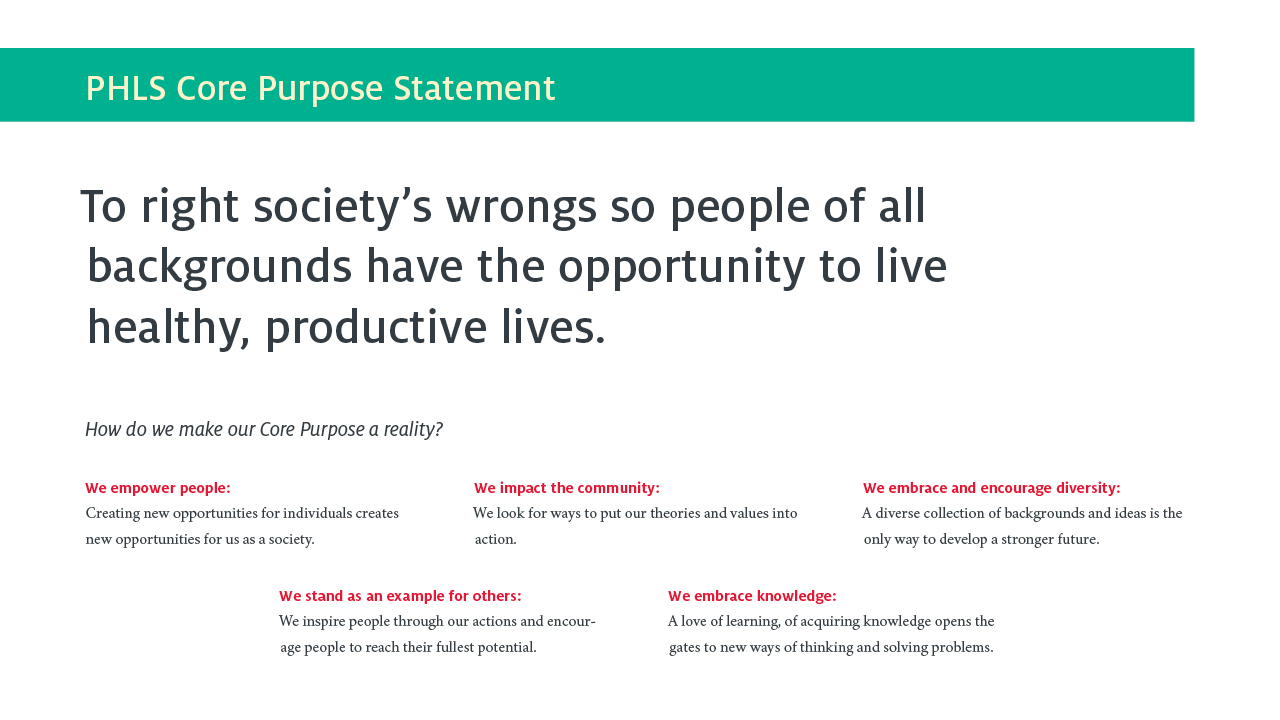 PHLS Core Purpose Statement
To right society’s wrongs so people of all
backgrounds have the opportunity to live
healthy, productive lives.
How do we make our Core Purpose a reality?
We empower people:
Creating new opportunities for individuals creates
new opportunities for us as a society.
We impact the community:
We look for ways to put our theories and values into
action.
We embrace and encourage diversity:
A diverse collection of backgrounds and ideas is the
only way to develop a stronger future.
We stand as an example for others:
We inspire people through our actions and encour-
age people to reach their fullest potential.
We embrace knowledge:
A love of learning, of acquiring knowledge opens the
gates to new ways of thinking and solving problems.